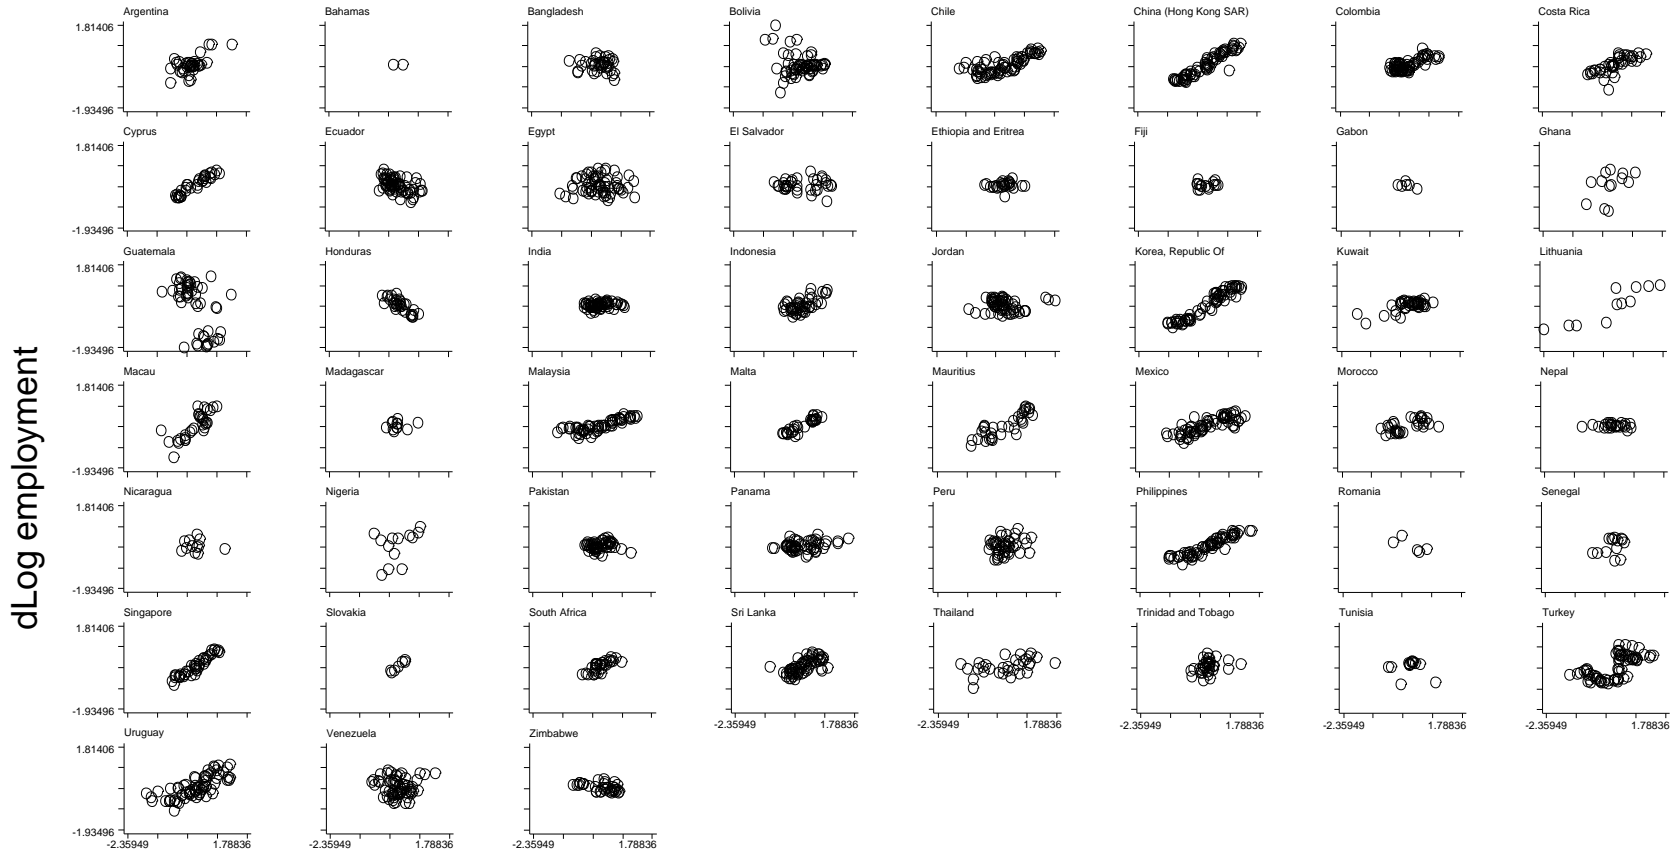 Argentina Bahamas Bangladesh Bolivia Chile China (Hong Kong SAR) Colombia Costa Rica
1.81406
-1.93496
Cyprus Ecuador Egypt El Salvador Ethiopia and Eritrea Fiji Gabon Ghana
1.81406
-1.93496
Guatemala Honduras India Indonesia Jordan Korea, Republic Of Kuwait Lithuania
1.81406
-1.93496
Macau Madagascar Malaysia Malta Mauritius Mexico Morocco Nepal
1.81406
-1.93496
Nicaragua Nigeria Pakistan Panama Peru Philippines Romania Senegal
1.81406
-1.93496
Singapore Slovakia South Africa Sri Lanka Thailand Trinidad and Tobago Tunisia Turkey
1.81406
-1.93496
-2.35949 1.78836 -2.35949 1.78836 -2.35949 1.78836 -2.35949 1.78836 -2.35949 1.78836
Uruguay Venezuela Zimbabwe
1.81406
-1.93496
-2.35949 1.78836 -2.35949 1.78836 -2.35949 1.78836
dLog employment